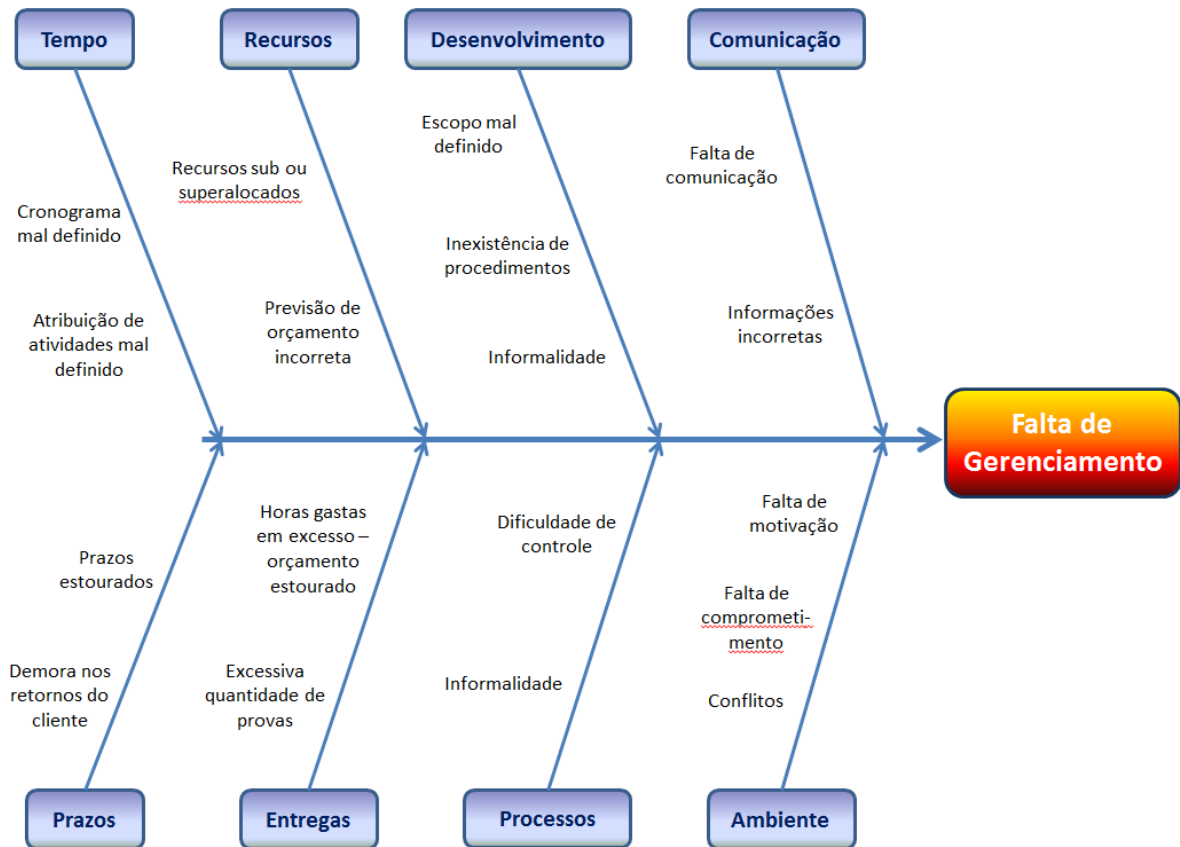 Tempo
Recursos
Desenvolvimento
Comunicação
Escopo mal
definido
Falta de
comunicação
Recursos sub ou
superalocados
Cronograma
mal definido
Inexistência de
procedimentos
Previsão de
orçamento
incorreta
Informações
incorretas
Atribuição de
atividades mal
definido
Informalidade
Falta de
Gerenciamento
Horas gastas
em excesso –
orçamento
estourado
Dificuldade de
controle
Falta de
motivação
Prazos
estourados
Falta de
comprometi-
mento
Demora nos
retornos do
cliente
Excessiva
quantidade de
provas
Informalidade
Conflitos
Prazos
Entregas
Processos
Ambiente